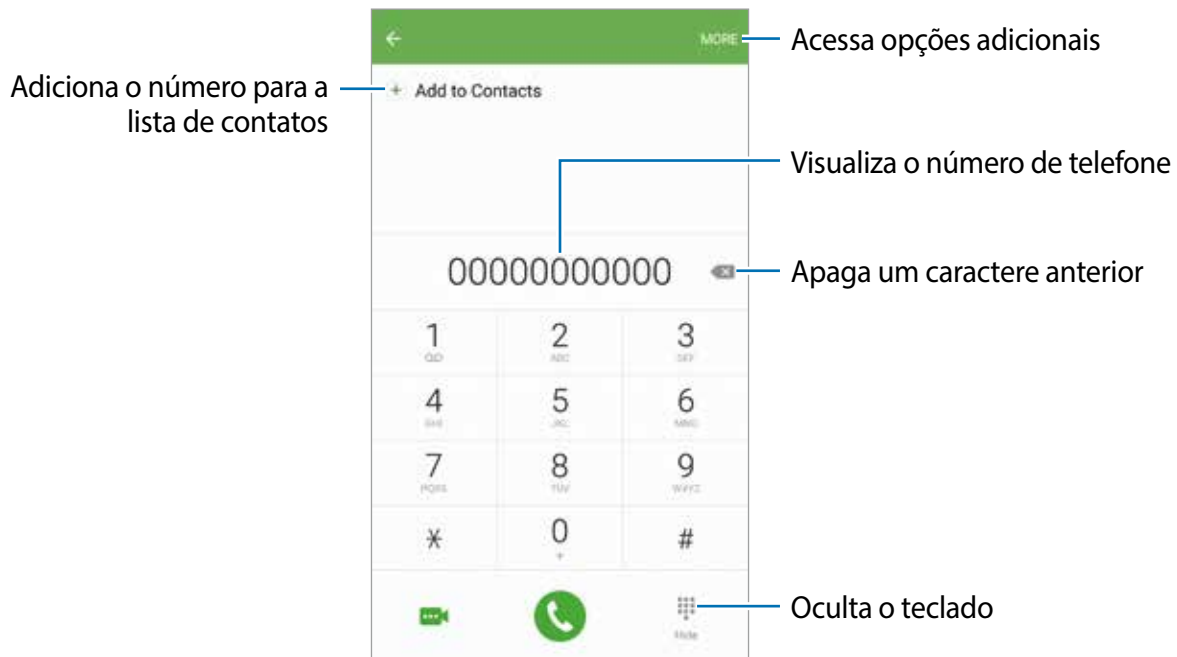 MORE
Acessa opções adicionais
Adiciona o número para a
lista de contatos
+ Add to Contacts
Visualiza o número de telefone
00000000000
Apaga um caractere anterior
1 2 3
ABC DEF
4 5 6
GHI JKL MNO
7 8 9
PQRS TUV WXYZ
* 0 #
+
Oculta o teclado
Hide